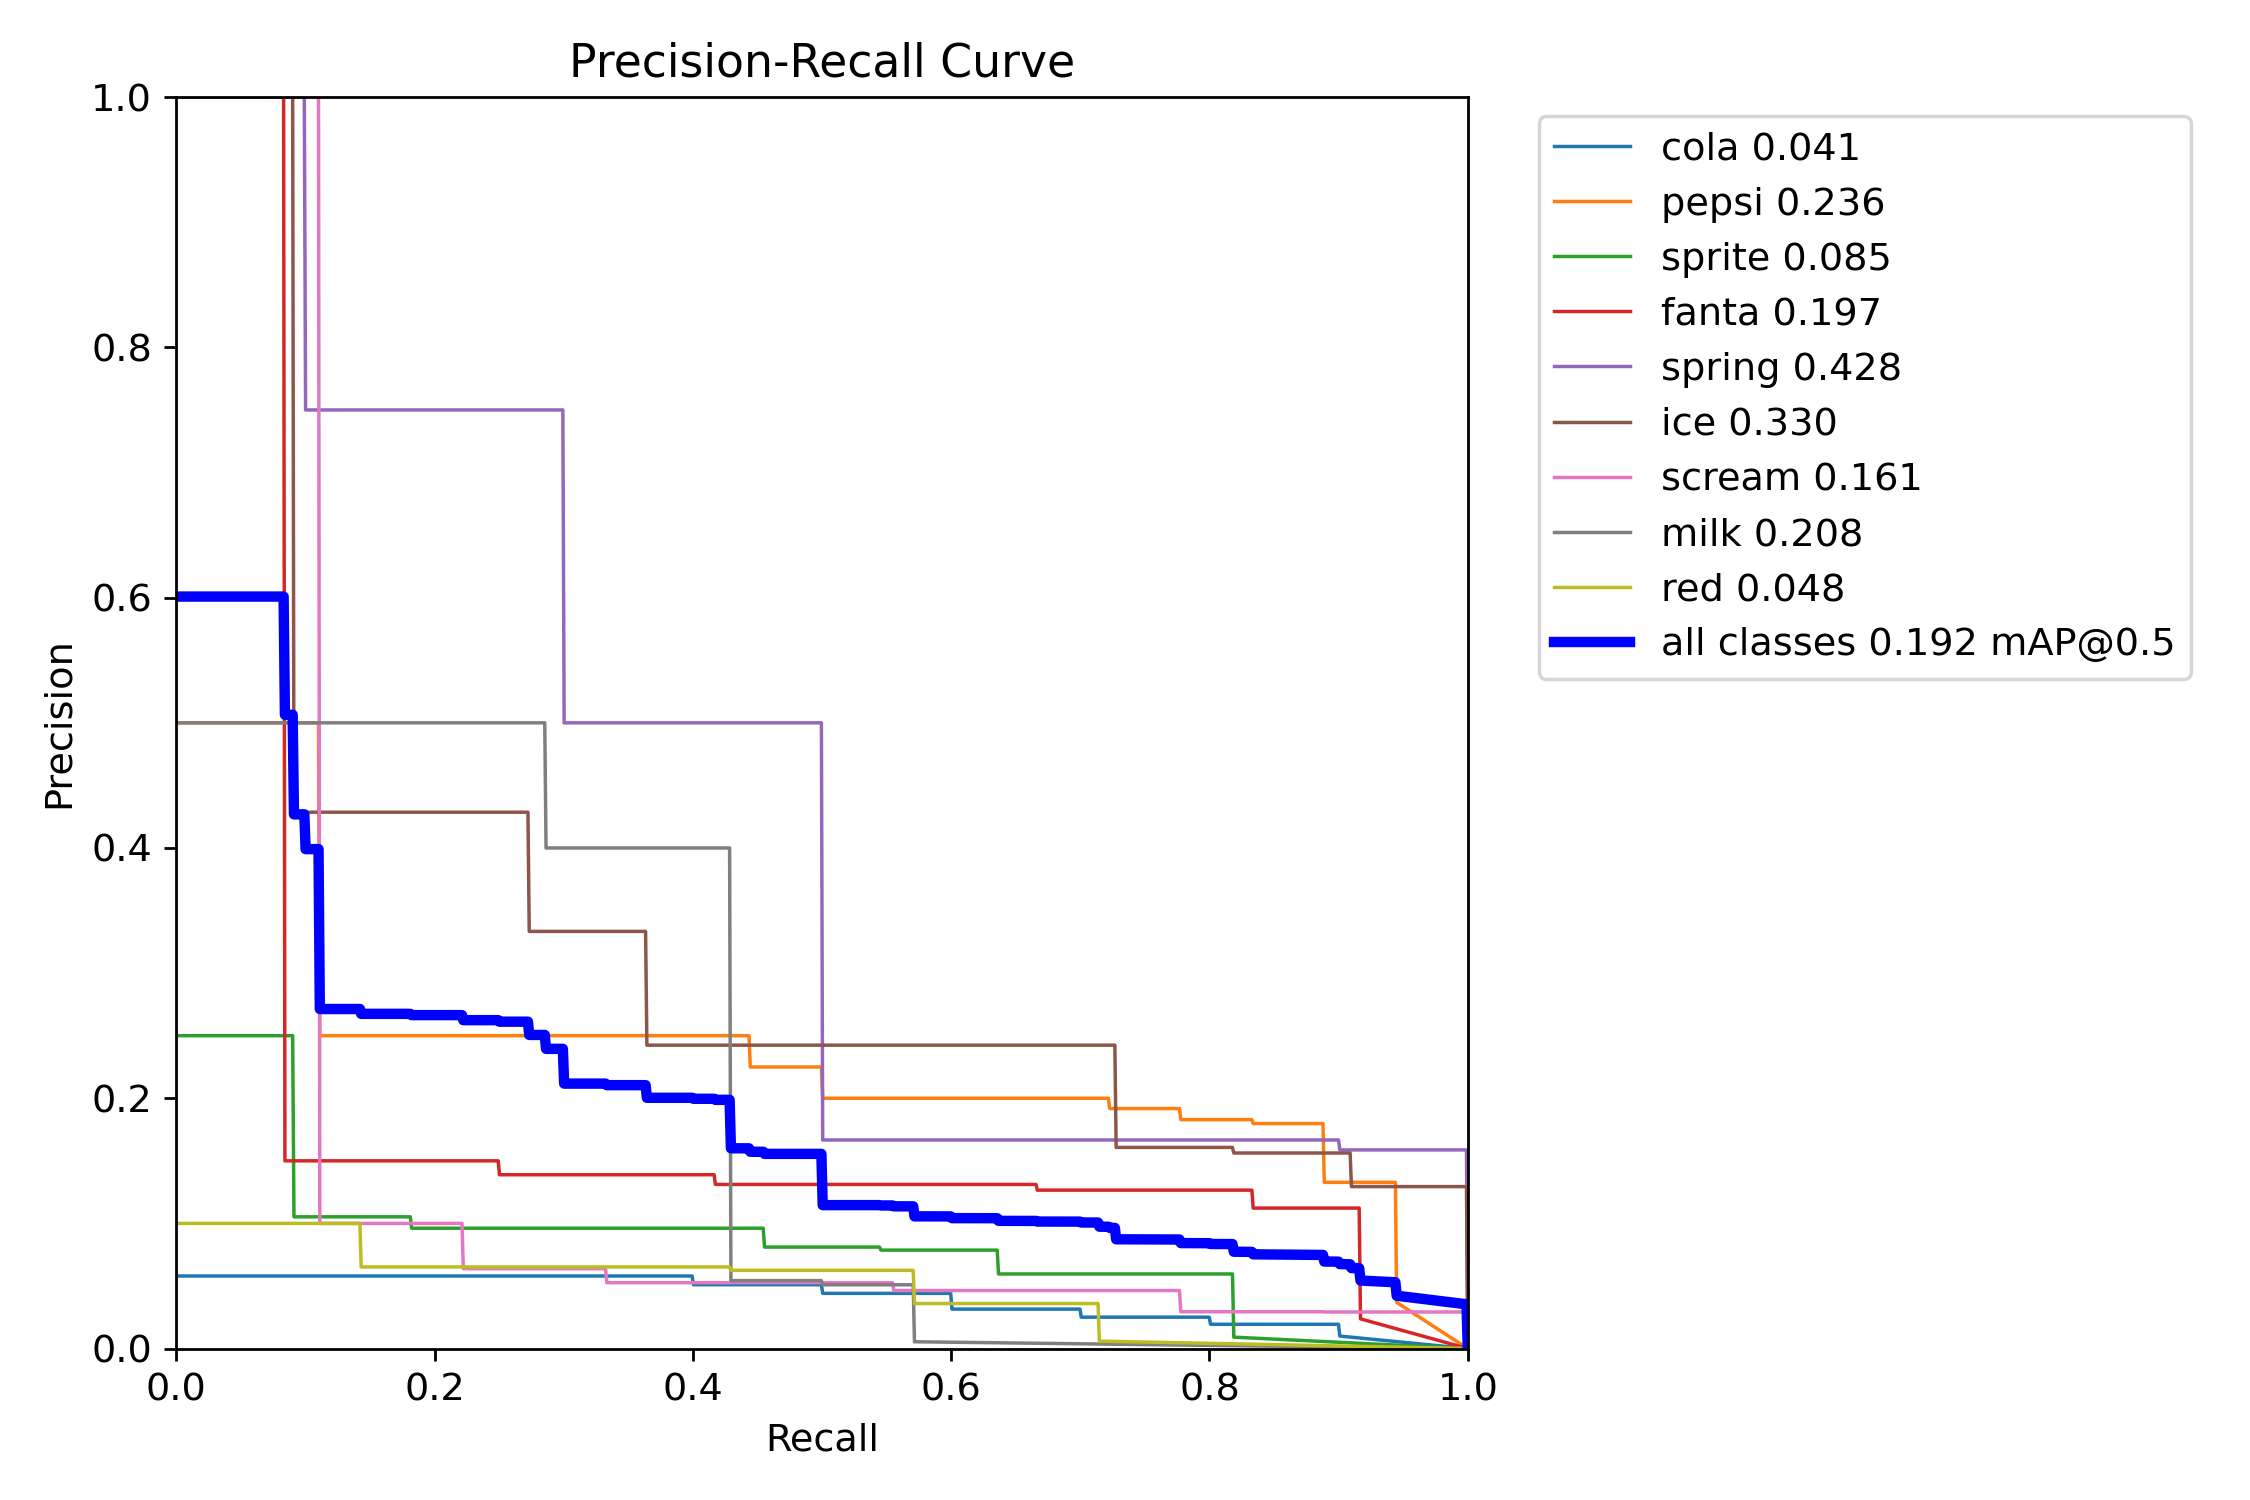 Precision-Recall Curve
1.0
0.8
0.6
0.4
0.2
0.0
Precision
0.0 0.2 0.4 0.6 0.8 1.0
Recall
cola 0.041
pepsi 0.236
sprite 0.085
fanta 0.197
spring 0.428
ice 0.330
scream 0.161
milk 0.208
red 0.048
all classes 0.192 mAP@0.5